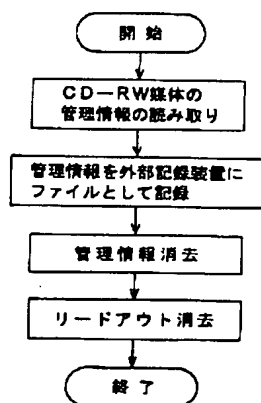 開始
CD－RW媒体の
管理情報の読み取り
管理情報を外部記録装置に
ファイルとして記録
管理情報消去
リードアウト消去
終了